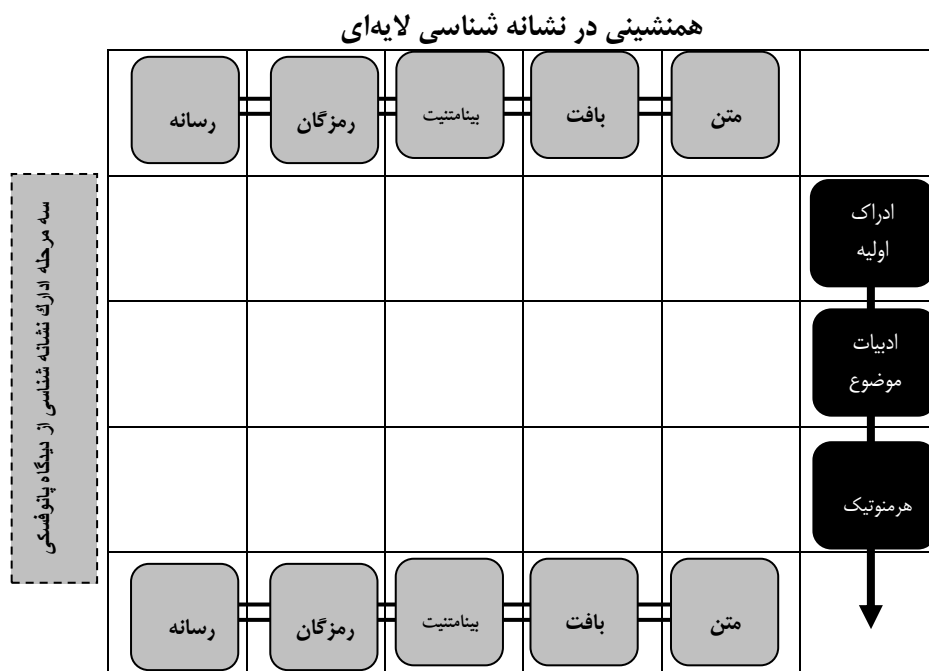 همنشینی در نشانه شناسی لایه‌ای
متن
بافت
بینامتنیت
رمزگان
رسانه
ادراک
اولیه
ادبیات
موضوع
هرمنوتیک
سه مرحله ادارك نشانه شناسی از دیدگاه پانوفسکی
متن
بافت
بینامتنیت
رمزگان
رسانه